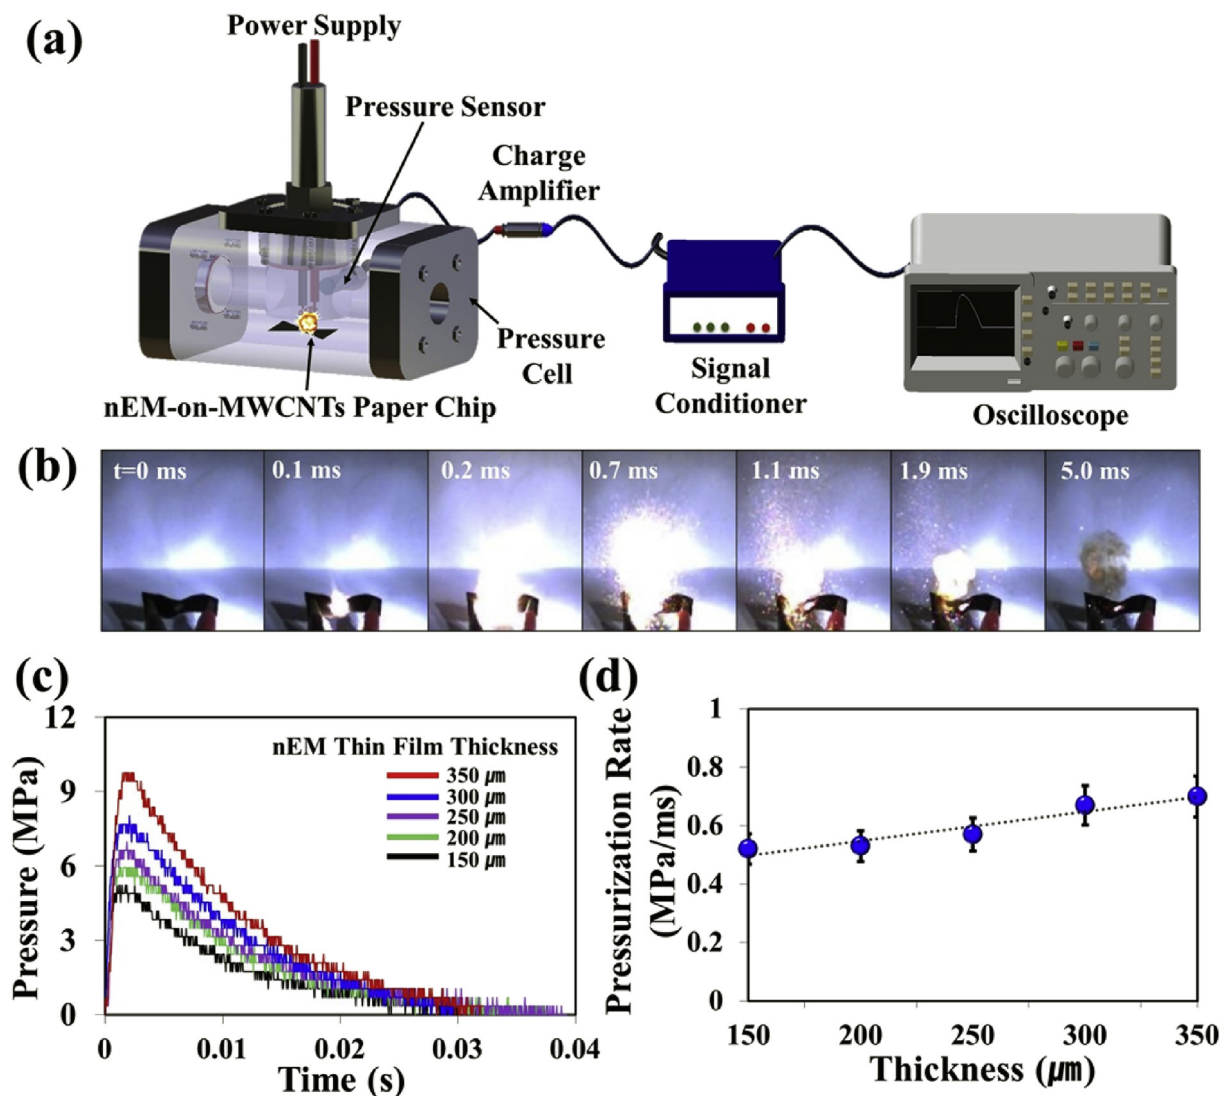 (a)
Power Supply
Pressure Sensor
Charge
Amplifier
Pressure
Cell
nEM-on-MWCNTs Paper Chip
Signal
Conditioner
Oscilloscope
(b)
t=0 ms
0.1 ms
0.2 ms
0.7 ms
1.1 ms
1.9 ms
5.0 ms
(c)
Pressure (MPa)
12
9
6
3
0
nEM Thin Film Thickness
350 ㎛
300 ㎛
250 ㎛
200 ㎛
150 ㎛
0
0.01
0.02
0.03
0.04
Time (s)
(d)
Pressurization Rate
(MPa/ms)
1
0.8
0.6
0.4
0.2
0
150
200
250
300
350
Thickness (㎛)